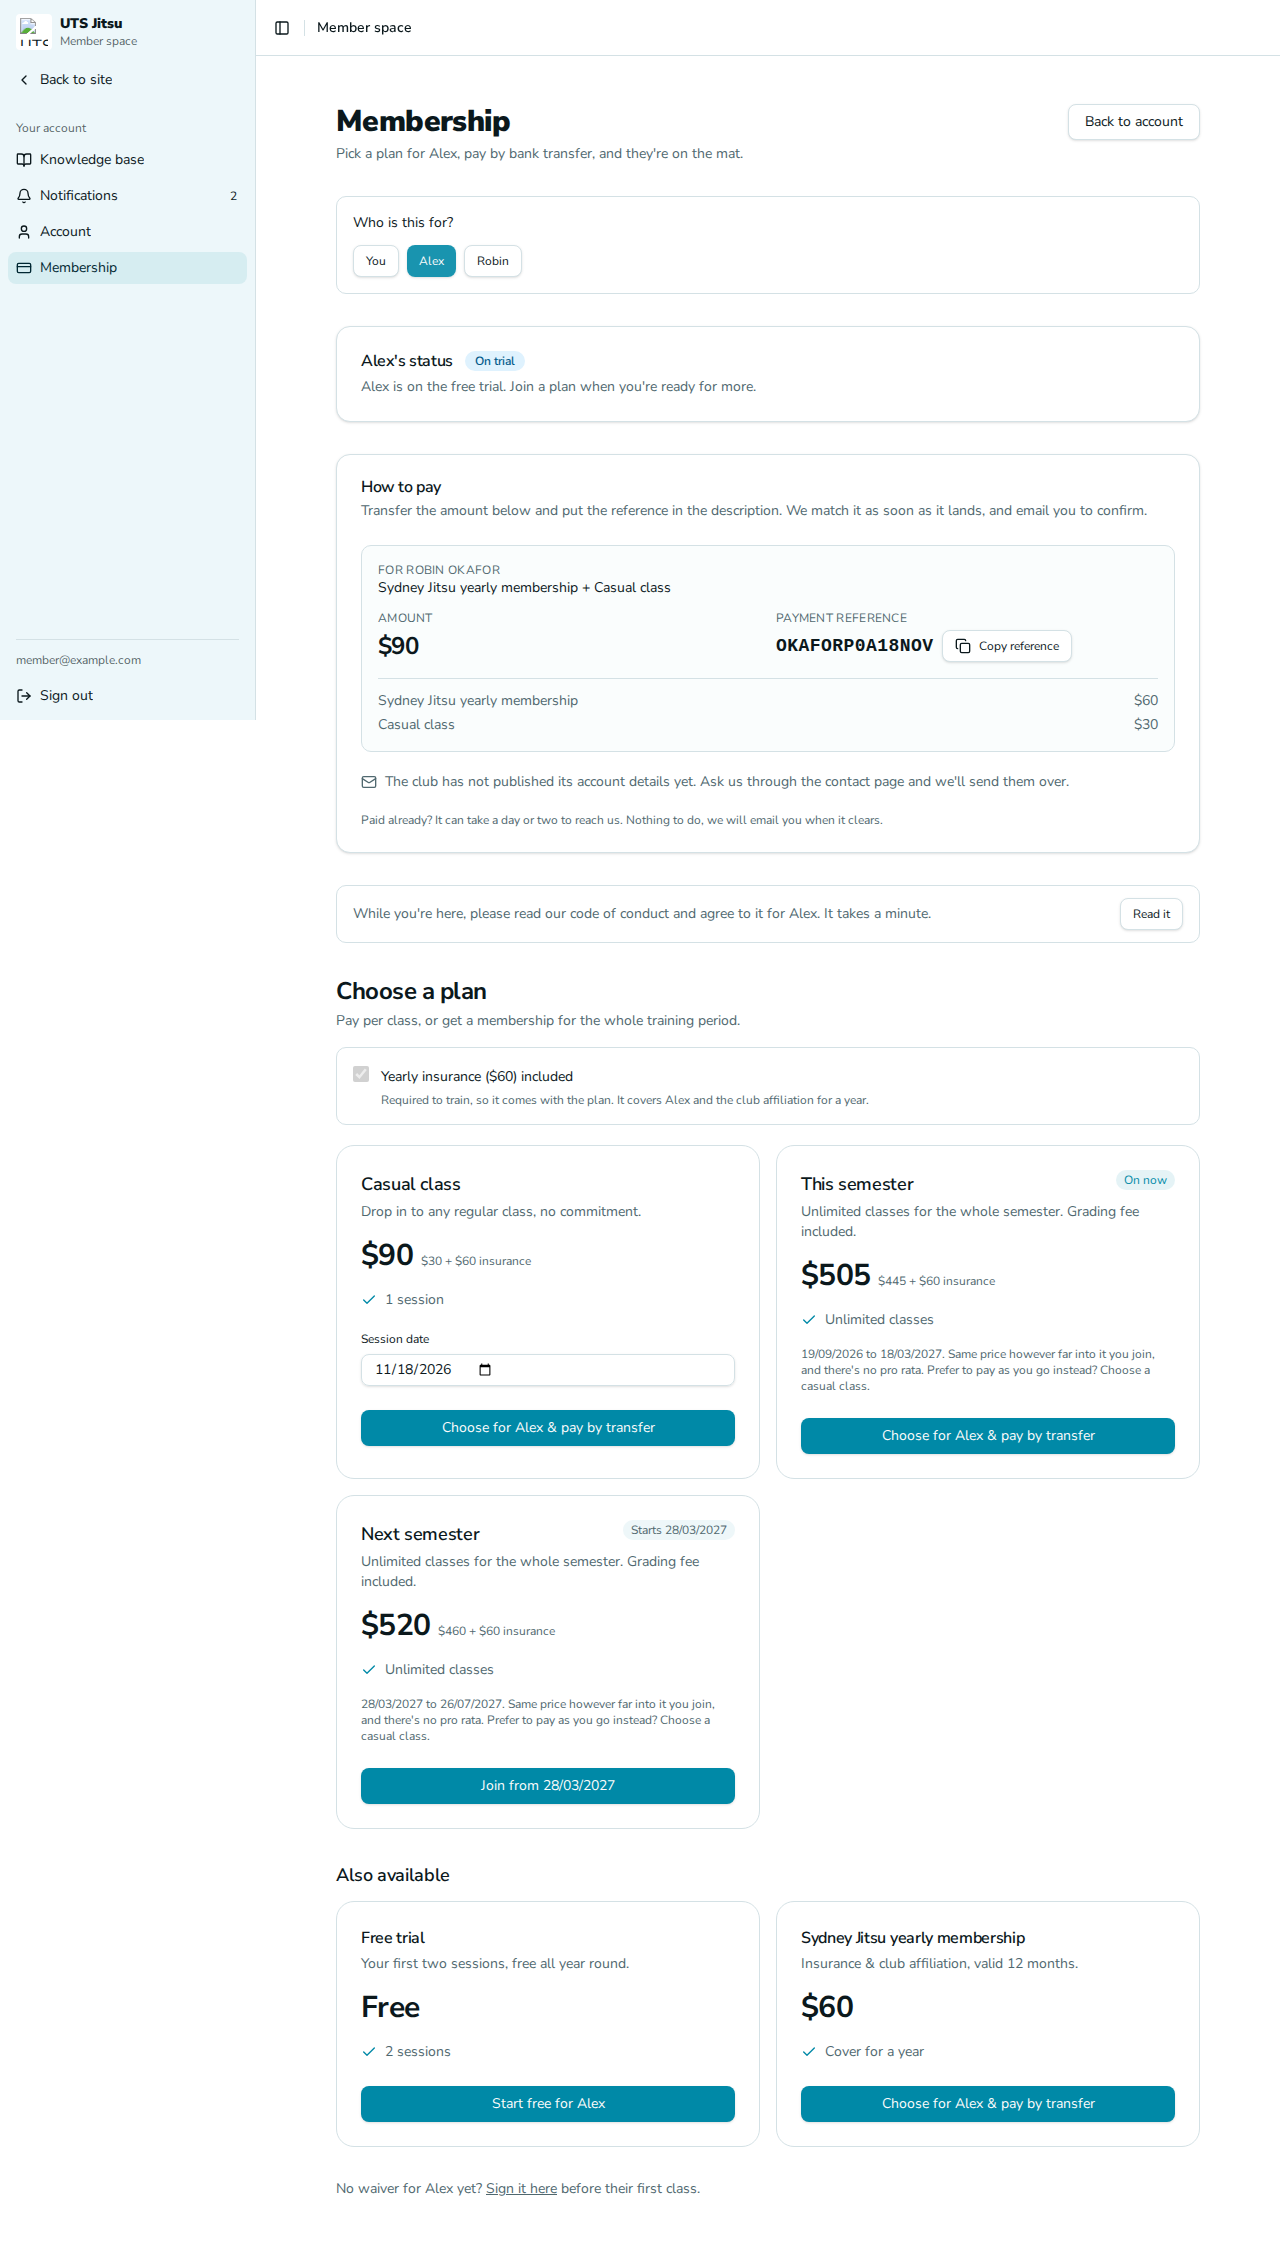 UTS Jitsu
Member space
Back to site
Your account
Knowledge base
Notifications 2
Account
Membership
member@example.com
Sign out
Member space
Membership
Back to account
Pick a plan for Alex, pay by bank transfer, and they're on the mat.
Who is this for?
You Alex Robin
Alex's status On trial
Alex is on the free trial. Join a plan when you're ready for more.
How to pay
Transfer the amount below and put the reference in the description. We match it as soon as it lands, and email you to confirm.
FOR ROBIN OKAFOR
Sydney Jitsu yearly membership + Casual class
AMOUNT PAYMENT REFERENCE
$90 OKAFORP0A18NOV Copy reference
Sydney Jitsu yearly membership $60
Casual class $30
The club has not published its account details yet. Ask us through the contact page and we'll send them over.
Paid already? It can take a day or two to reach us. Nothing to do, we will email you when it clears.
While you're here, please read our code of conduct and agree to it for Alex. It takes a minute. Read it
Choose a plan
Pay per class, or get a membership for the whole training period.
Yearly insurance ($60) included
Required to train, so it comes with the plan. It covers Alex and the club affiliation for a year.
Casual class
Drop in to any regular class, no commitment.
$90 $30 + $60 insurance
1 session
Session date
11/18/2026
Choose for Alex & pay by transfer
This semester On now
Unlimited classes for the whole semester. Grading fee
included.
$505 $445 + $60 insurance
Unlimited classes
19/09/2026 to 18/03/2027. Same price however far into it you join,
and there's no pro rata. Prefer to pay as you go instead? Choose a
casual class.
Choose for Alex & pay by transfer
Next semester Starts 28/03/2027
Unlimited classes for the whole semester. Grading fee
included.
$520 $460 + $60 insurance
Unlimited classes
28/03/2027 to 26/07/2027. Same price however far into it you join,
and there's no pro rata. Prefer to pay as you go instead? Choose a
casual class.
Join from 28/03/2027
Also available
Free trial
Your first two sessions, free all year round.
Free
2 sessions
Start free for Alex
Sydney Jitsu yearly membership
Insurance & club affiliation, valid 12 months.
$60
Cover for a year
Choose for Alex & pay by transfer
No waiver for Alex yet? Sign it here before their first class.